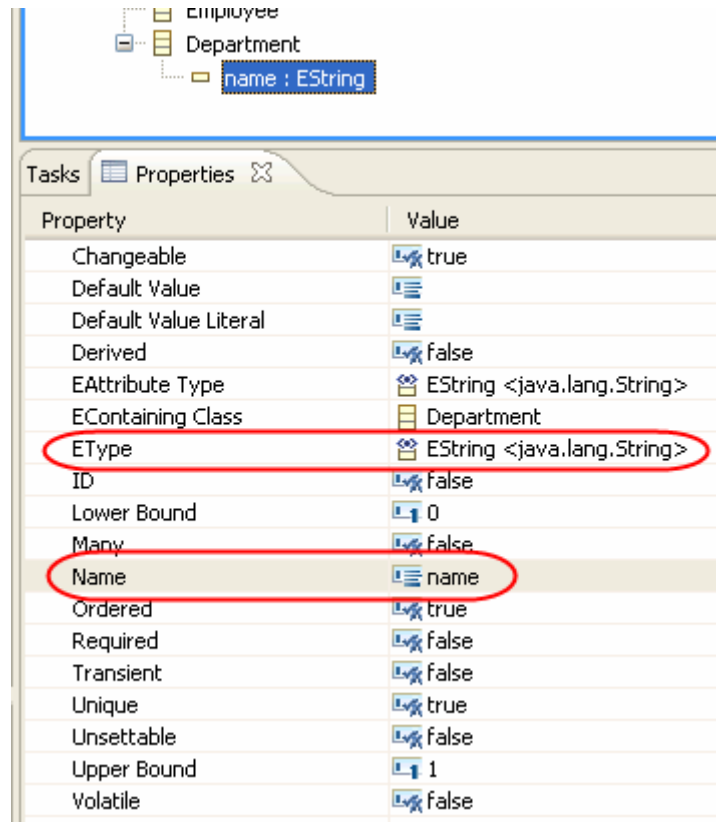 Employee
Department
name : EString
Tasks Properties
Property Value
Changeable true
Default Value
Default Value Literal
Derived false
EAttribute Type EString <java.lang.String>
EContaining Class Department
EType EString <java.lang.String>
ID false
Lower Bound 0
Many false
Name name
Ordered true
Required false
Transient false
Unique true
Unsettable false
Upper Bound 1
Volatile false